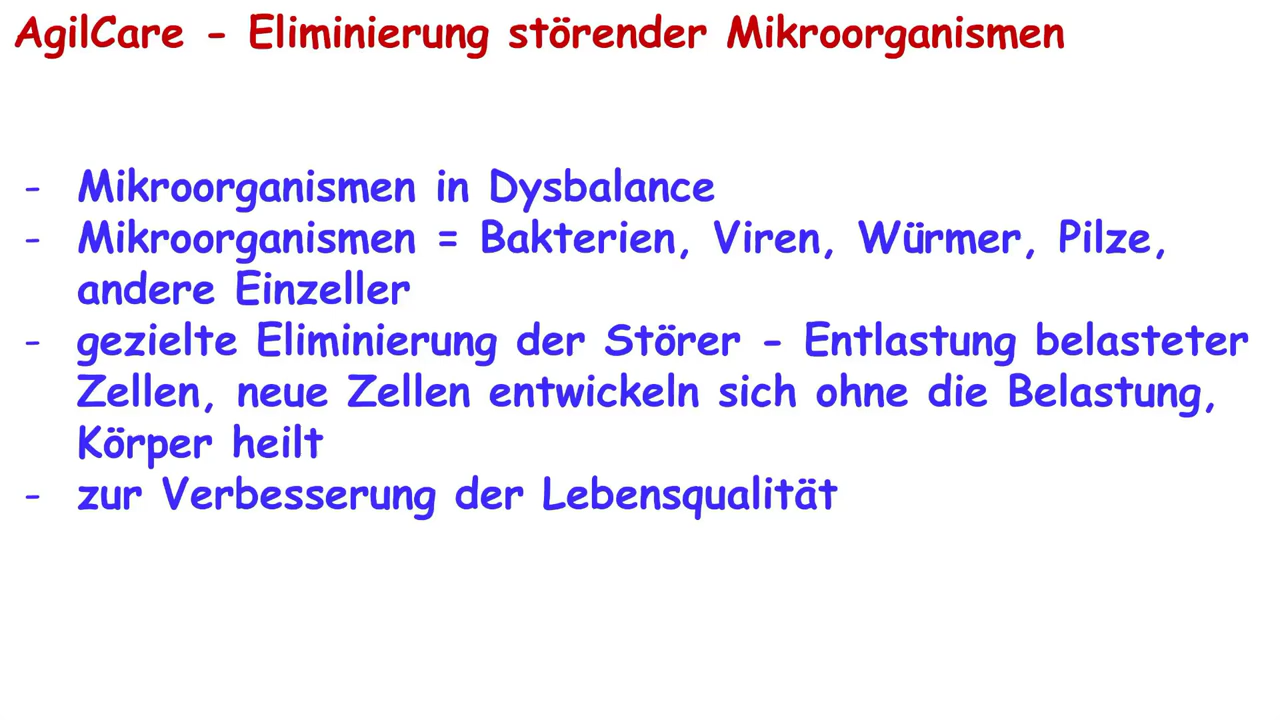 AgilCare - Eliminierung störender Mikroorganismen
- Mikroorganismen in Dysbalance
- Mikroorganismen = Bakterien, Viren, Würmer, Pilze,
andere Einzeller
- gezielte Eliminierung der Störer - Entlastung belasteter
Zellen, neue Zellen entwickeln sich ohne die Belastung,
Körper heilt
- zur Verbesserung der Lebensqualität